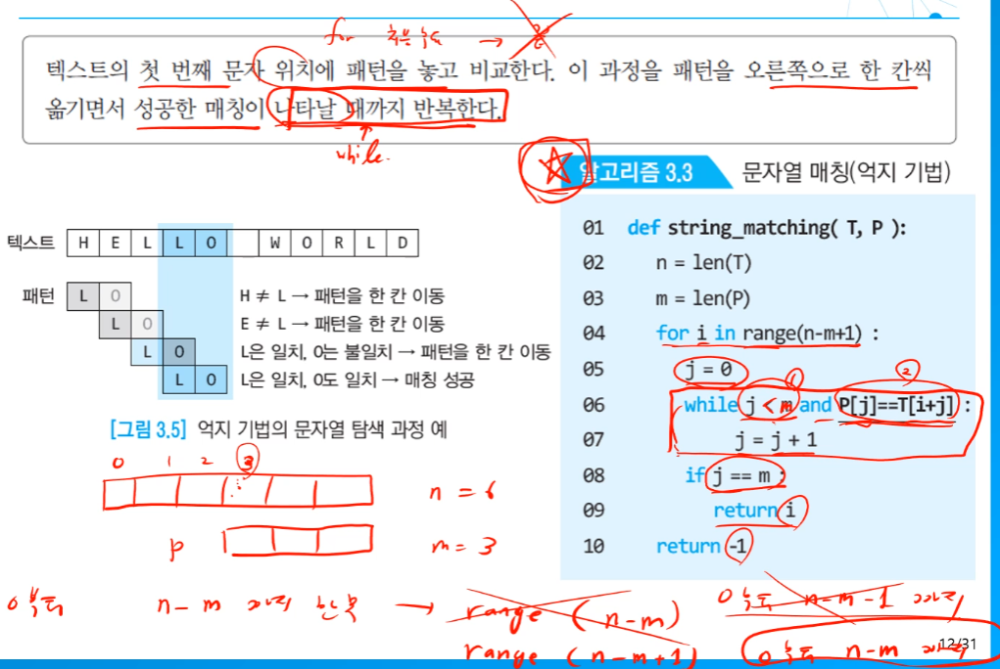 for 최분수도 → 
텍스트의 첫 번째 문자 위치에 패턴을 놓고 비교한다. 이 과정을 패턴을 오른쪽으로 한 칸씩
옮기면서 성공한 매칭이 나타날 때까지 반복한다.
while.
알고리즘 3.3 문자열 매칭(억지 기법)
텍스트 H E L L O W O R L D
패턴 L O H ≠ L → 패턴을 한 칸 이동
L O E ≠ L → 패턴을 한 칸 이동
L O L은 일치, O는 불일치 → 패턴을 한 칸 이동
L O L은 일치, O도 일치 → 매칭 성공
[그림 3.5] 억지 기법의 문자열 탐색 과정 예
01 def string_matching( T, P ):
02 n = len(T)
03 m = len(P)
04 for i in range(n-m+1) :
05 j = 0
① ②
06 while j < m and P[j]==T[i+j] :
07 j = j + 1
08 if j == m :
09 return i
10 return -1
0 1 2 3
n = 6
p m = 3
0부터 n-m 까지 반복 → range (n-m) 0부터 n-m-1 까지
range (n-m+1) 0부터 n-m 까지
12/31